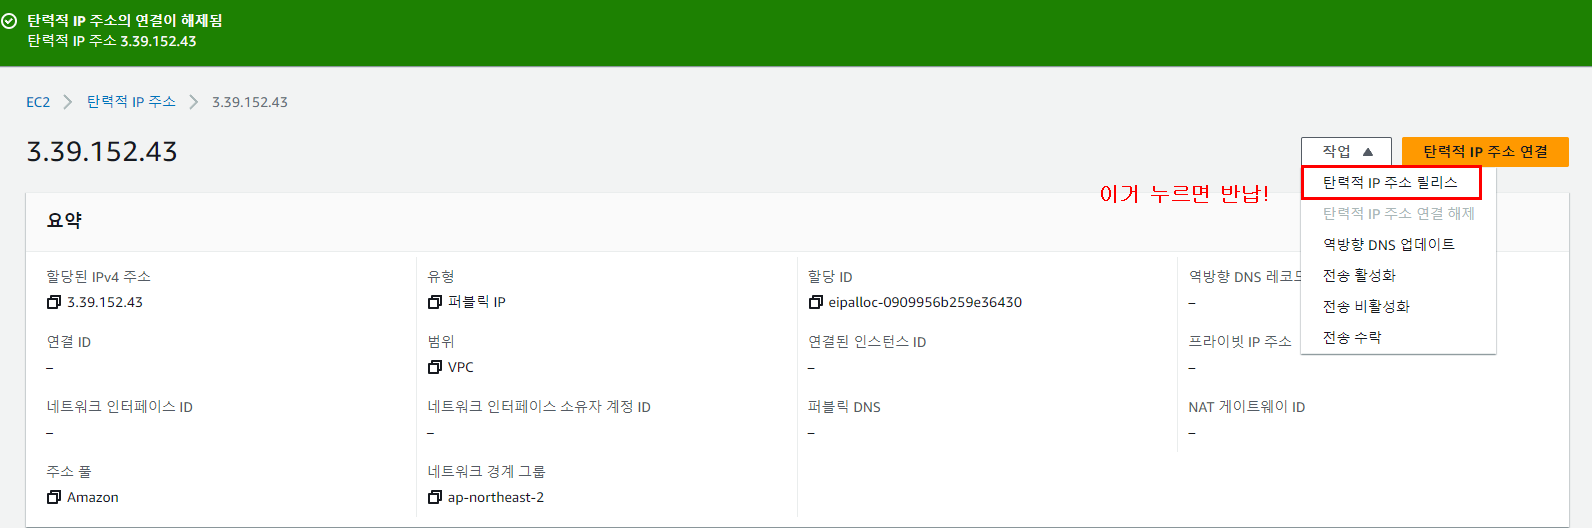 탄력적 IP 주소의 연결이 해제됨
탄력적 IP 주소 3.39.152.43
EC2 탄력적 IP 주소 3.39.152.43
3.39.152.43
작업 탄력적 IP 주소 연결
탄력적 IP 주소 릴리스
이거 누르면 반납!
탄력적 IP 주소 연결 해제
역방향 DNS 업데이트
전송 활성화
전송 비활성화
전송 수락
요약
할당된 IPv4 주소
3.39.152.43
유형
퍼블릭 IP
할당 ID
eipalloc-0909956b259e36430
역방향 DNS 레코드
–
연결 ID
–
범위
VPC
연결된 인스턴스 ID
–
프라이빗 IP 주소
–
네트워크 인터페이스 ID
–
네트워크 인터페이스 소유자 계정 ID
–
퍼블릭 DNS
–
NAT 게이트웨이 ID
–
주소 풀
Amazon
네트워크 경계 그룹
ap-northeast-2